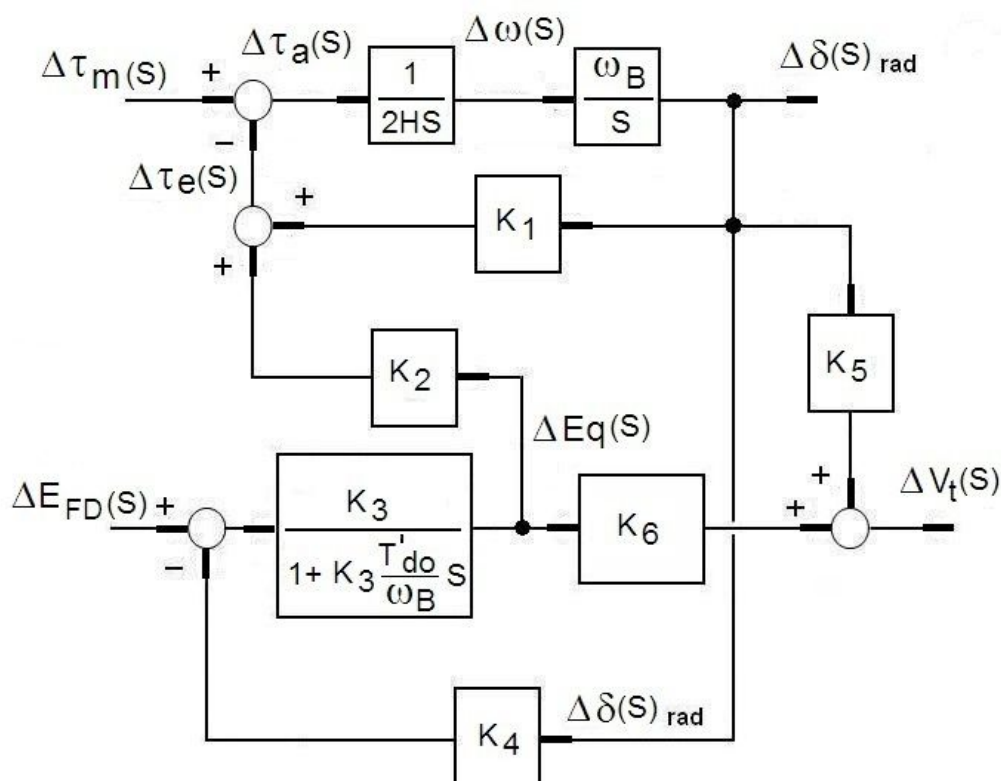 Δτm(S)
+
Δτa(S)
1
2HS
Δω(S)
ωB
S
Δδ(S) rad
−
Δτe(S)
+
K1
+
K2
K5
ΔEq(S)
ΔEFD(S)
+
−
K3
1+ K3 T'do S
ωB
K6
+
+
ΔVt(S)
K4
Δδ(S) rad